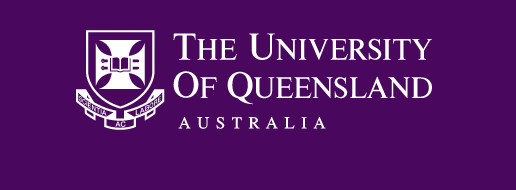 THE UNIVERSITY
OF QUEENSLAND
AUSTRALIA
SCIENTIA AC LABORE